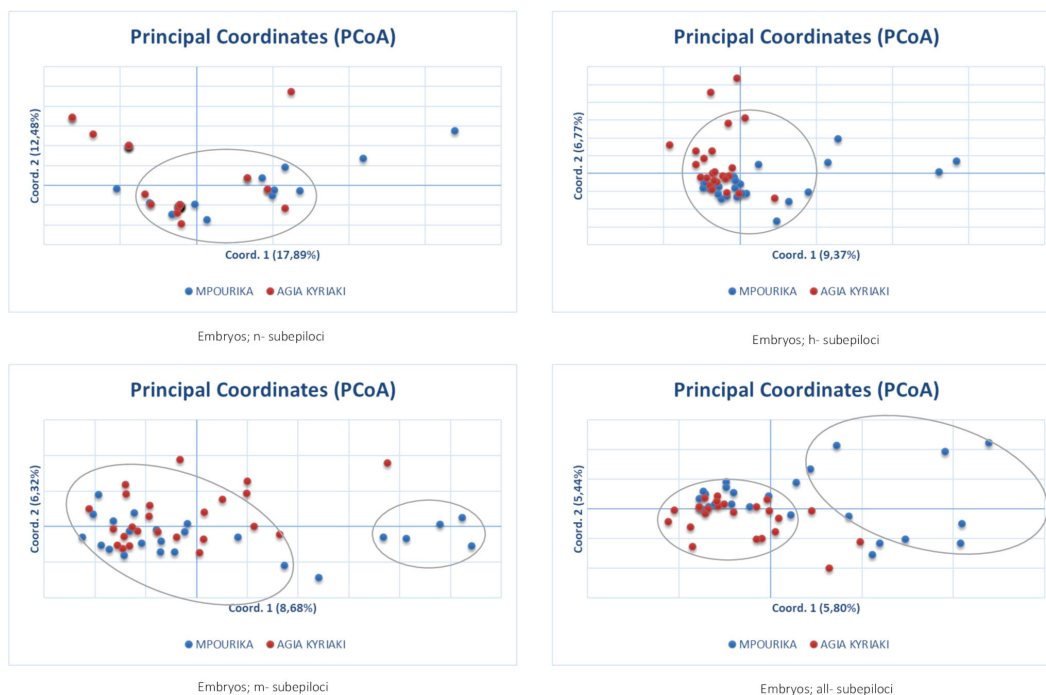 Principal Coordinates (PCoA)
Coord. 2 (12,48%)
Coord. 1 (17,89%)
MPOURIKA AGIA KYRIAKI
Embryos; n- subepiloci
Principal Coordinates (PCoA)
Coord. 2 (6,77%)
Coord. 1 (9,37%)
MPOURIKA AGIA KYRIAKI
Embryos; h- subepiloci
Principal Coordinates (PCoA)
Coord. 2 (6,32%)
Coord. 1 (8,68%)
MPOURIKA AGIA KYRIAKI
Embryos; m- subepiloci
Principal Coordinates (PCoA)
Coord. 2 (5,44%)
Coord. 1 (5,80%)
MPOURIKA AGIA KYRIAKI
Embryos; all- subepiloci